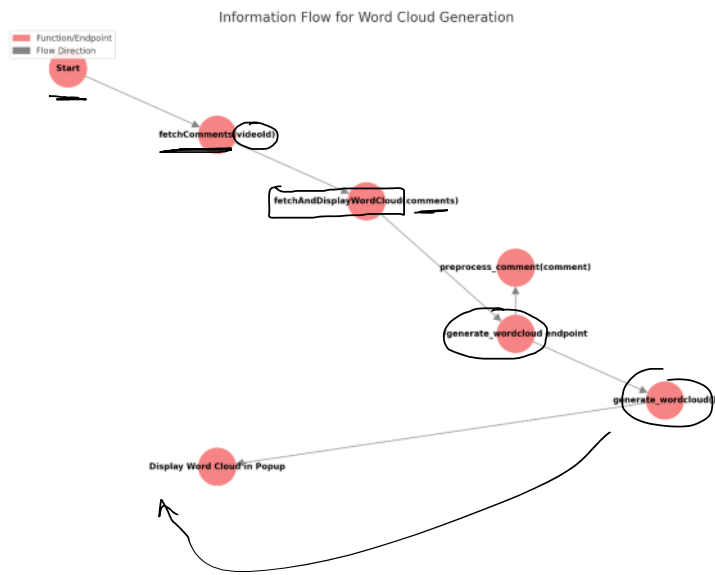 Information Flow for Word Cloud Generation
Function/Endpoint
Flow Direction
Start
fetchComments(videoId)
fetchAndDisplayWordCloud(comments)
preprocess_comment(comment)
generate_wordcloud endpoint
generate_wordcloud()
Display Word Cloud in Popup